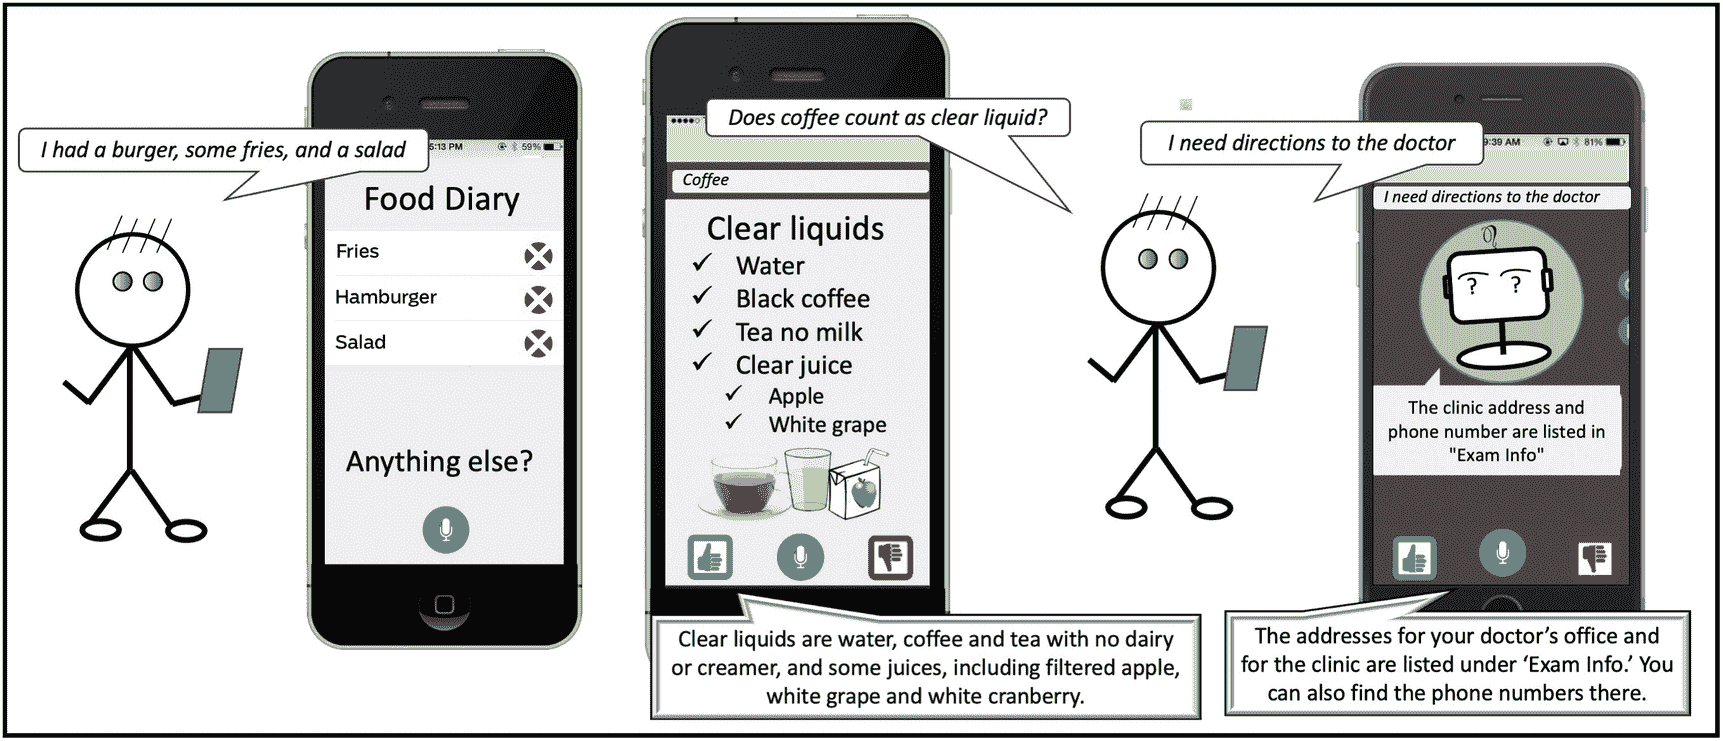 I had a burger, some fries, and a salad
5:13 PM 59%
Food Diary
Fries
Hamburger
Salad
Anything else?
Does coffee count as clear liquid?
Coffee
Clear liquids
✓ Water
✓ Black coffee
✓ Tea no milk
✓ Clear juice
✓ Apple
✓ White grape
Clear liquids are water, coffee and tea with no dairy
or creamer, and some juices, including filtered apple,
white grape and white cranberry.
I need directions to the doctor
9:39 AM 81%
I need directions to the doctor
? ?
The clinic address and
phone number are listed in
"Exam Info"
The addresses for your doctor’s office and
for the clinic are listed under ‘Exam Info.’ You
can also find the phone numbers there.